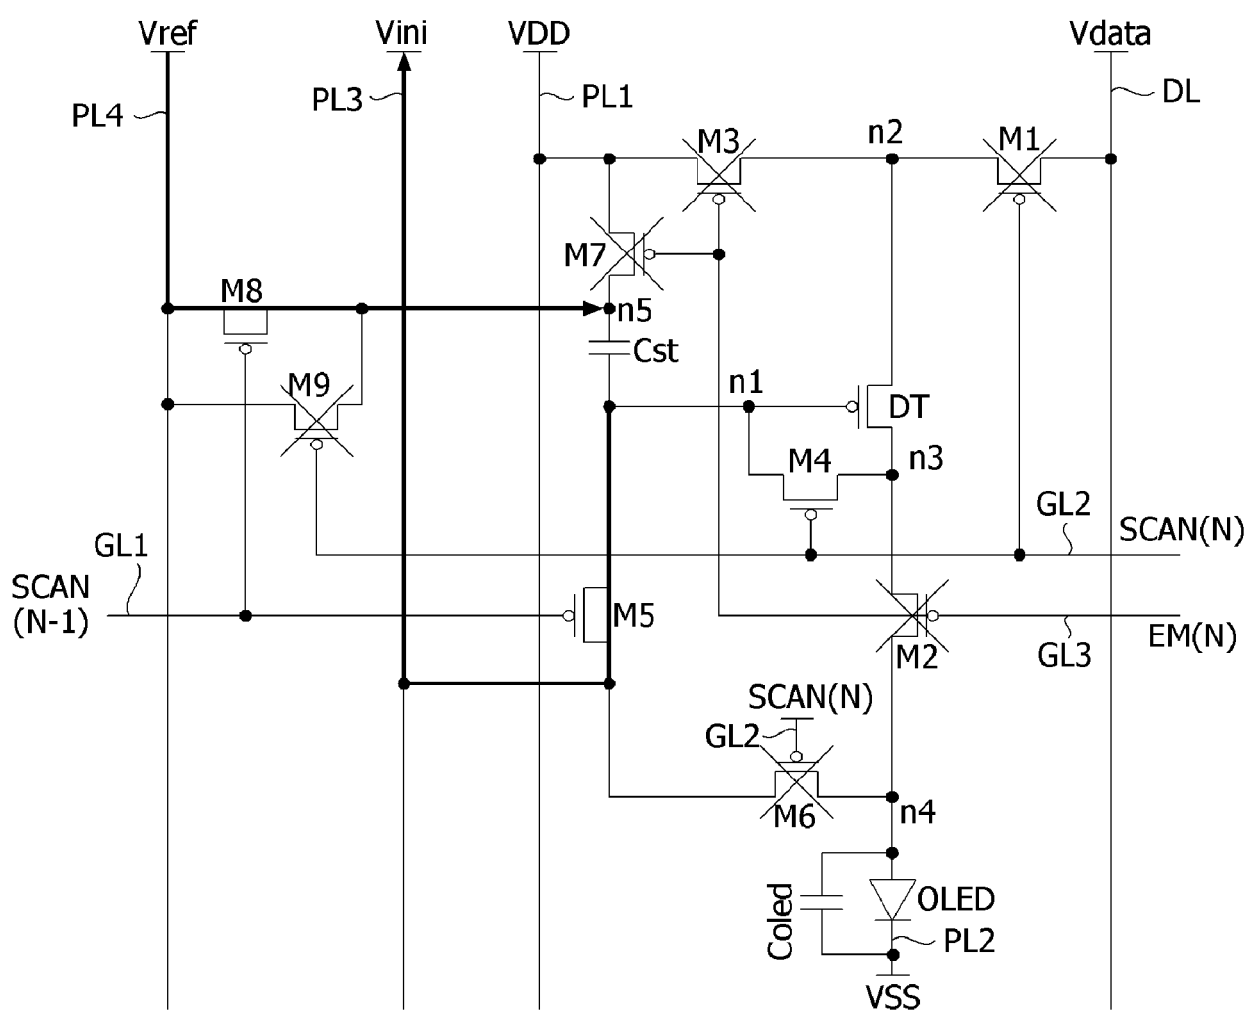 Vref
Vini
VDD
Vdata
PL4
PL3
PL1
DL
M3
n2
M1
M7
M8
n5
Cst
M9
n1
DT
M4
n3
GL2
SCAN(N)
GL1
SCAN
(N-1)
M5
M2
GL3
EM(N)
SCAN(N)
GL2
M6
n4
Coled
OLED
PL2
VSS